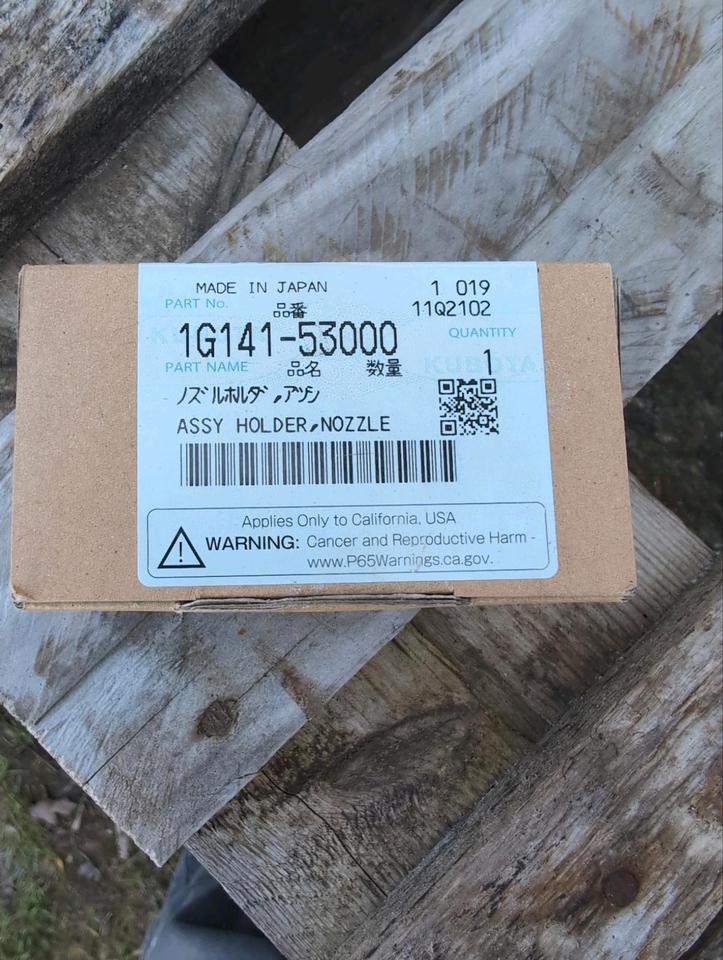 MADE IN JAPAN 1 019
PART No. 品番 11Q2102
1G141-53000 QUANTITY
PART NAME 品名 数量 1
KUBOTA
ノズルホルダ,アツシ
ASSY HOLDER,NOZZLE
Applies Only to California, USA
WARNING: Cancer and Reproductive Harm -
www.P65Warnings.ca.gov.